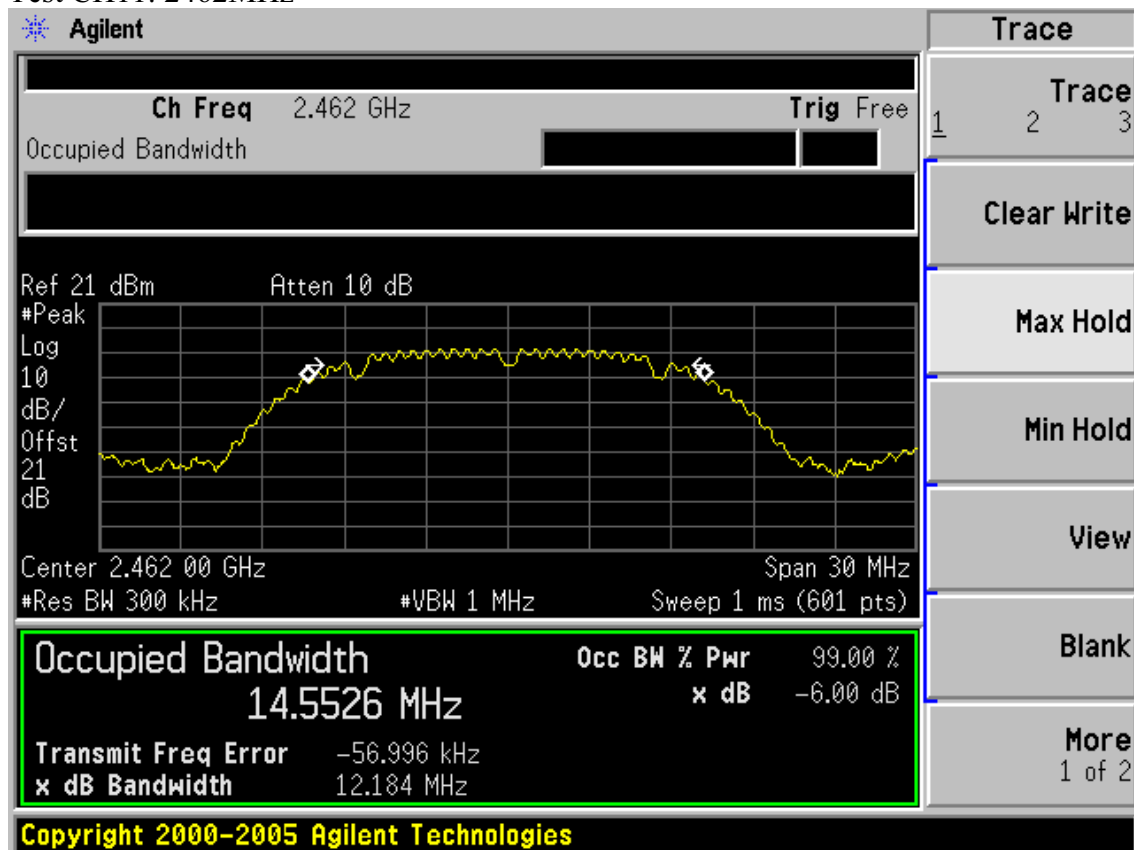 Agilent
Trace
Ch Freq 2.462 GHz Trig Free
Occupied Bandwidth
Trace
1 2 3
Clear Write
Max Hold
Min Hold
View
Blank
More
1 of 2
Ref 21 dBm Atten 10 dB
#Peak
Log
10
dB/
Offst
21
dB
Center 2.462 00 GHz Span 30 MHz
#Res BW 300 kHz #VBW 1 MHz Sweep 1 ms (601 pts)
Occupied Bandwidth Occ BW % Pwr 99.00 %
14.5526 MHz x dB -6.00 dB
Transmit Freq Error -56.996 kHz
x dB Bandwidth 12.184 MHz
Copyright 2000-2005 Agilent Technologies